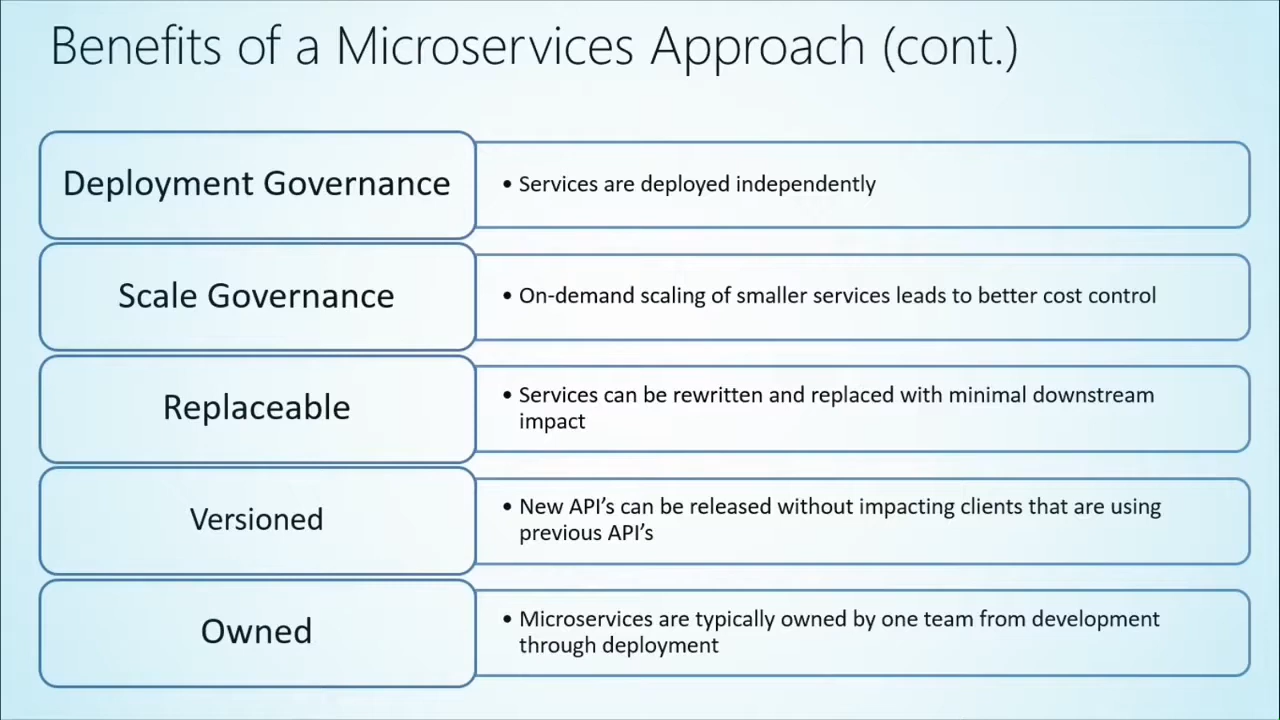 Benefits of a Microservices Approach (cont.)
Deployment Governance
• Services are deployed independently
Scale Governance
• On-demand scaling of smaller services leads to better cost control
Replaceable
• Services can be rewritten and replaced with minimal downstream
impact
Versioned
• New API’s can be released without impacting clients that are using
previous API’s
Owned
• Microservices are typically owned by one team from development
through deployment